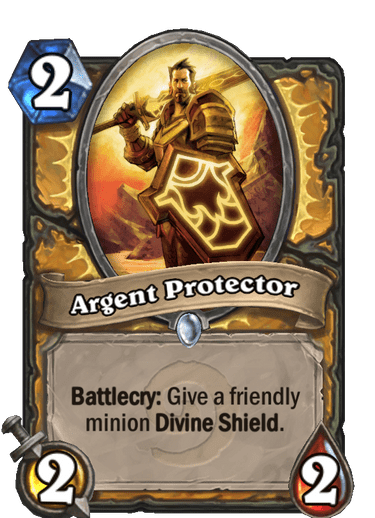 2
Argent Protector
Battlecry: Give a friendly
minion Divine Shield.
2
2